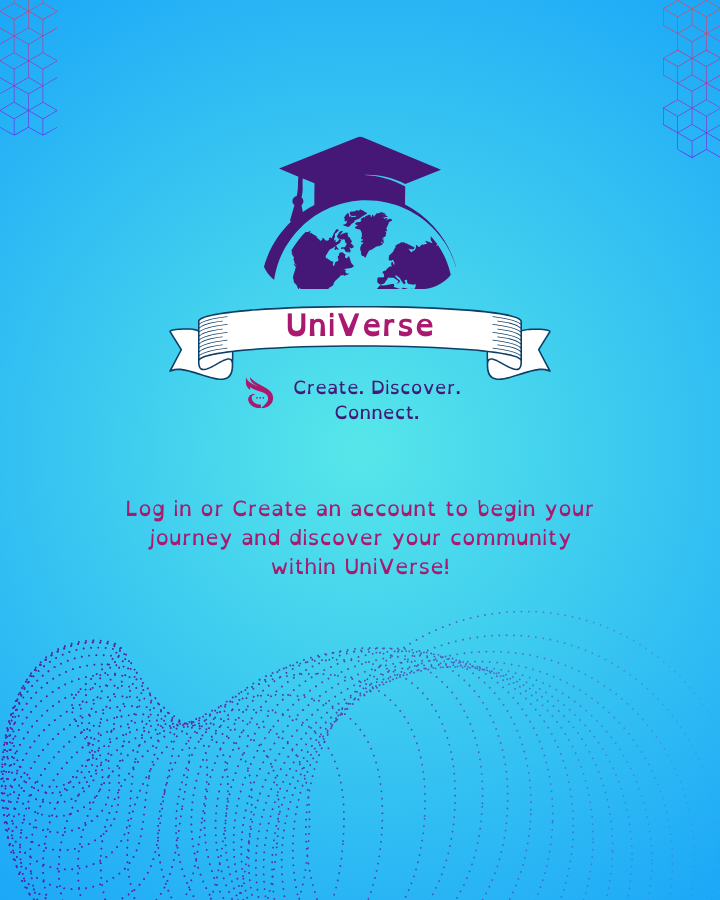 UniVerse
Create. Discover.
Connect.
Log in or Create an account to begin your
journey and discover your community
within UniVerse!